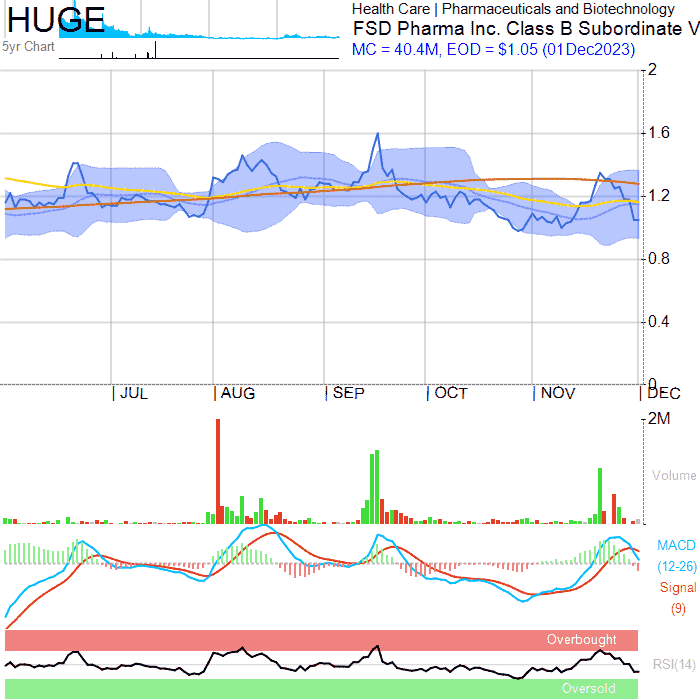 HUGE
5yr Chart
Health Care | Pharmaceuticals and Biotechnology
FSD Pharma Inc. Class B Subordinate V
MC = 40.4M, EOD = $1.05 (01Dec2023)
2
1.6
1.2
0.8
0.4
0
JUL AUG SEP OCT NOV DEC
2M
Volume
MACD
(12-26)
Signal
(9)
Overbought
RSI(14)
Oversold